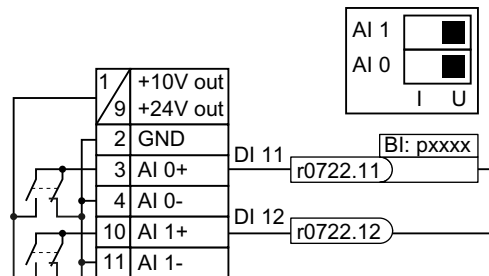 AI 1
AI 0
I U
1 +10V out
9 +24V out
2 GND
BI: pxxxx
3 AI 0+ DI 11 r0722.11
4 AI 0-
10 AI 1+ DI 12 r0722.12
11 AI 1-